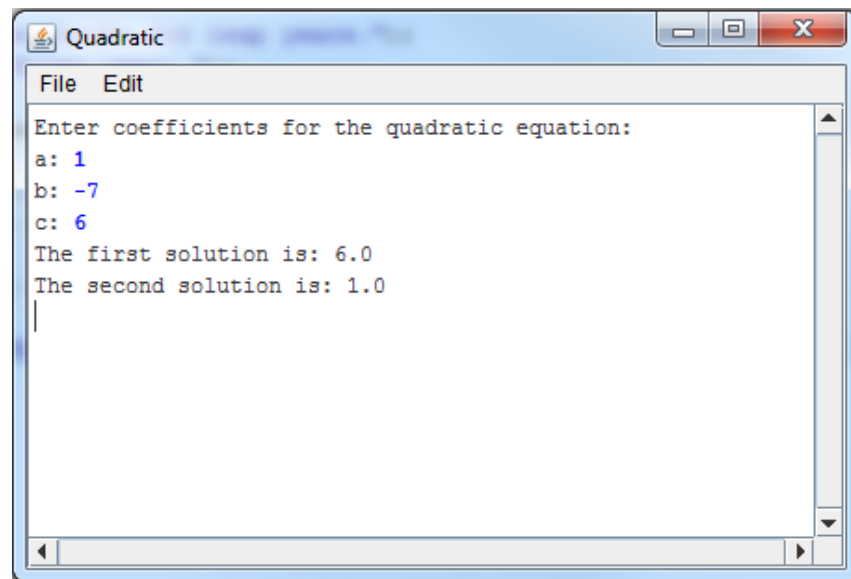 Quadratic
File Edit
Enter coefficients for the quadratic equation:
a: 1
b: -7
c: 6
The first solution is: 6.0
The second solution is: 1.0